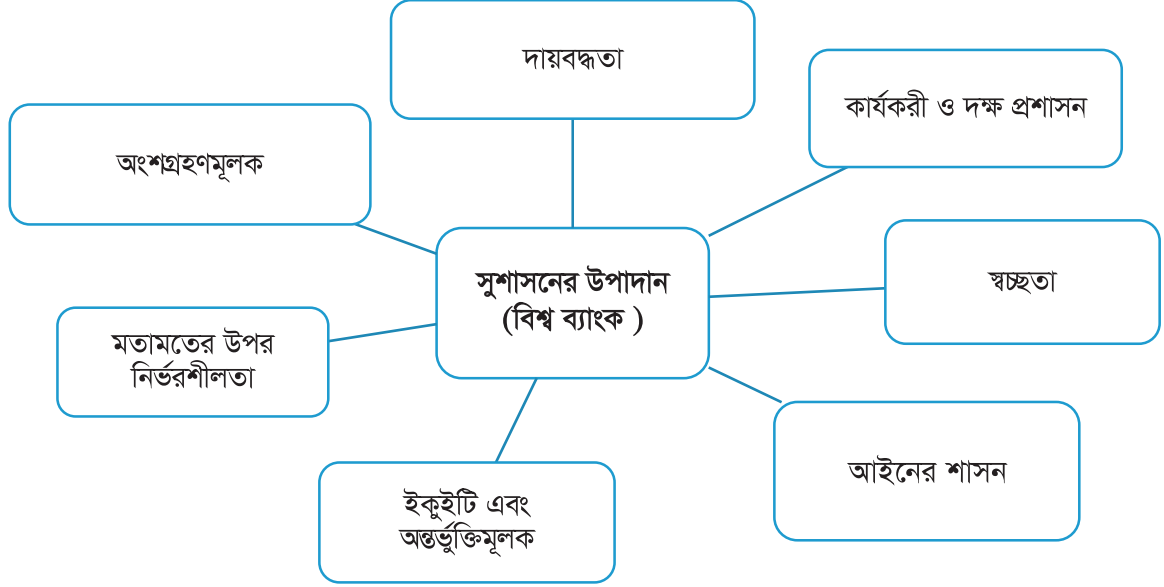 দায়বদ্ধতা
কার্যকরী ও দক্ষ প্রশাসন
অংশগ্রহণমূলক
স্বচ্ছতা
সুশাসনের উপাদান
(বিশ্ব ব্যাংক )
মতামতের উপর
নির্ভরশীলতা
আইনের শাসন
ইকুইটি এবং
অন্তর্ভুক্তিমূলক